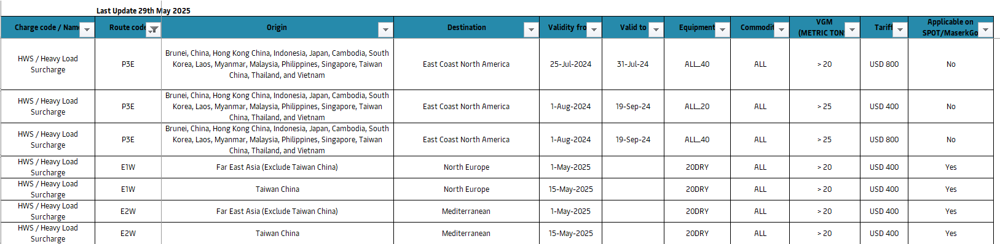 Last Update 29th May 2025
Charge code / Name Route code Origin Destination Validity fro Valid to Equipment Commodit VGM (METRIC TON Tariff Applicable on SPOT/MaserkGo
HWS / Heavy Load Surcharge P3E Brunei, China, Hong Kong China, Indonesia, Japan, Cambodia, South Korea, Laos, Myanmar, Malaysia, Philippines, Singapore, Taiwan China, Thailand, and Vietnam East Coast North America 25-Jul-2024 31-Jul-24 ALL_40 ALL > 20 USD 800 No
HWS / Heavy Load Surcharge P3E Brunei, China, Hong Kong China, Indonesia, Japan, Cambodia, South Korea, Laos, Myanmar, Malaysia, Philippines, Singapore, Taiwan China, Thailand, and Vietnam East Coast North America 1-Aug-2024 19-Sep-24 ALL_20 ALL > 25 USD 400 No
HWS / Heavy Load Surcharge P3E Brunei, China, Hong Kong China, Indonesia, Japan, Cambodia, South Korea, Laos, Myanmar, Malaysia, Philippines, Singapore, Taiwan China, Thailand, and Vietnam East Coast North America 1-Aug-2024 19-Sep-24 ALL_40 ALL > 25 USD 800 No
HWS / Heavy Load Surcharge E1W Far East Asia (Exclude Taiwan China) North Europe 1-May-2025 20DRY ALL > 20 USD 400 Yes
HWS / Heavy Load Surcharge E1W Taiwan China North Europe 15-May-2025 20DRY ALL > 20 USD 400 Yes
HWS / Heavy Load Surcharge E2W Far East Asia (Exclude Taiwan China) Mediterranean 1-May-2025 20DRY ALL > 20 USD 400 Yes
HWS / Heavy Load Surcharge E2W Taiwan China Mediterranean 15-May-2025 20DRY ALL > 20 USD 400 Yes